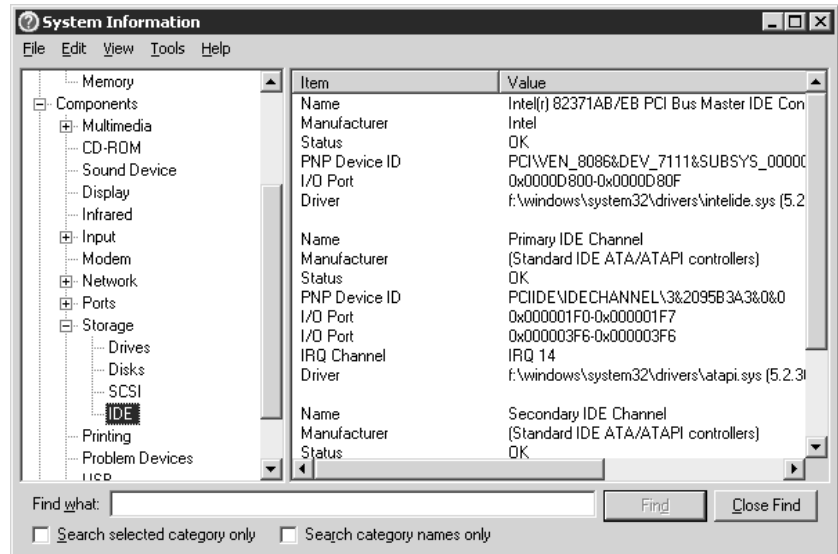 System Information
File Edit View Tools Help
Memory
Components
Multimedia
CD-ROM
Sound Device
Display
Infrared
Input
Modem
Network
Ports
Storage
Drives
Disks
SCSI
IDE
Printing
Problem Devices
USB
Item Value
Name Intel(r) 82371AB/EB PCI Bus Master IDE Con
Manufacturer Intel
Status OK
PNP Device ID PCI\VEN_8086&DEV_7111&SUBSYS_00000
I/O Port 0x0000D800-0x0000D80F
Driver f:\windows\system32\drivers\intelide.sys (5.2
Name Primary IDE Channel
Manufacturer (Standard IDE ATA/ATAPI controllers)
Status OK
PNP Device ID PCIIDE\IDECHANNEL\3&2095B3A3&0&0
I/O Port 0x000001F0-0x000001F7
I/O Port 0x000003F6-0x000003F6
IRQ Channel IRQ 14
Driver f:\windows\system32\drivers\atapi.sys (5.2.3
Name Secondary IDE Channel
Manufacturer (Standard IDE ATA/ATAPI controllers)
Status OK
Find what: Find Close Find
Search selected category only Search category names only